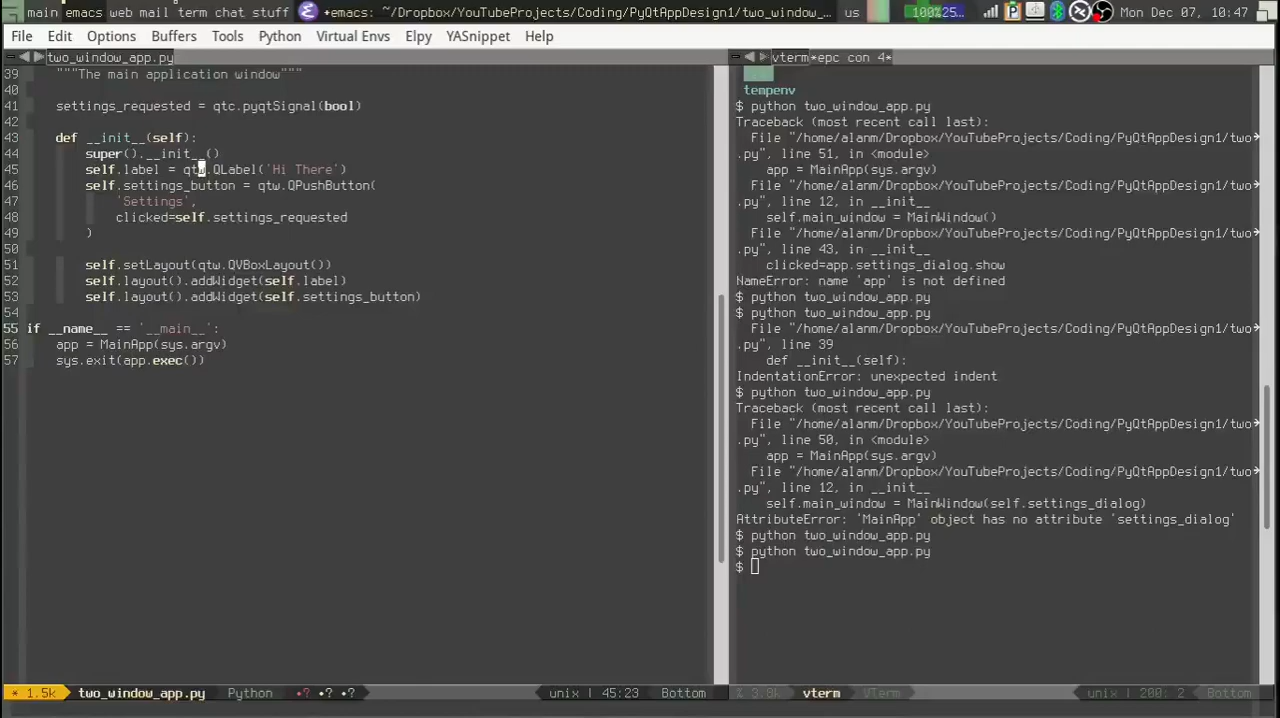 main emacs web mail term chat stuff +emacs: ~/Dropbox/YouTubeProjects/Coding/PyQtAppDesign1/two_window_… us 100%25… Mon Dec 07, 10:47
File Edit Options Buffers Tools Python Virtual Envs Elpy YASnippet Help
two_window_app.py
39 """The main application window"""
40
41 settings_requested = qtc.pyqtSignal(bool)
42
43 def __init__(self):
44 super().__init__()
45 self.label = qtw.QLabel('Hi There')
46 self.settings_button = qtw.QPushButton(
47 'Settings',
48 clicked=self.settings_requested
49 )
50
51 self.setLayout(qtw.QVBoxLayout())
52 self.layout().addWidget(self.label)
53 self.layout().addWidget(self.settings_button)
54
55 if __name__ == '__main__':
56 app = MainApp(sys.argv)
57 sys.exit(app.exec())
* 1.5k two_window_app.py Python •? •? •? unix | 45:23 Bottom
vterm *epc con 4*
tempenv
$ python two_window_app.py
Traceback (most recent call last):
File "/home/alanm/Dropbox/YouTubeProjects/Coding/PyQtAppDesign1/two
.py", line 51, in <module>
app = MainApp(sys.argv)
File "/home/alanm/Dropbox/YouTubeProjects/Coding/PyQtAppDesign1/two
.py", line 12, in __init__
self.main_window = MainWindow()
File "/home/alanm/Dropbox/YouTubeProjects/Coding/PyQtAppDesign1/two
.py", line 43, in __init__
clicked=app.settings_dialog.show
NameError: name 'app' is not defined
$ python two_window_app.py
$ python two_window_app.py
File "/home/alanm/Dropbox/YouTubeProjects/Coding/PyQtAppDesign1/two
.py", line 39
def __init__(self):
IndentationError: unexpected indent
$ python two_window_app.py
Traceback (most recent call last):
File "/home/alanm/Dropbox/YouTubeProjects/Coding/PyQtAppDesign1/two
.py", line 50, in <module>
app = MainApp(sys.argv)
File "/home/alanm/Dropbox/YouTubeProjects/Coding/PyQtAppDesign1/two
.py", line 12, in __init__
self.main_window = MainWindow(self.settings_dialog)
AttributeError: 'MainApp' object has no attribute 'settings_dialog'
$ python two_window_app.py
$ python two_window_app.py
$
% 3.8k vterm VTerm unix | 200: 2 Bottom